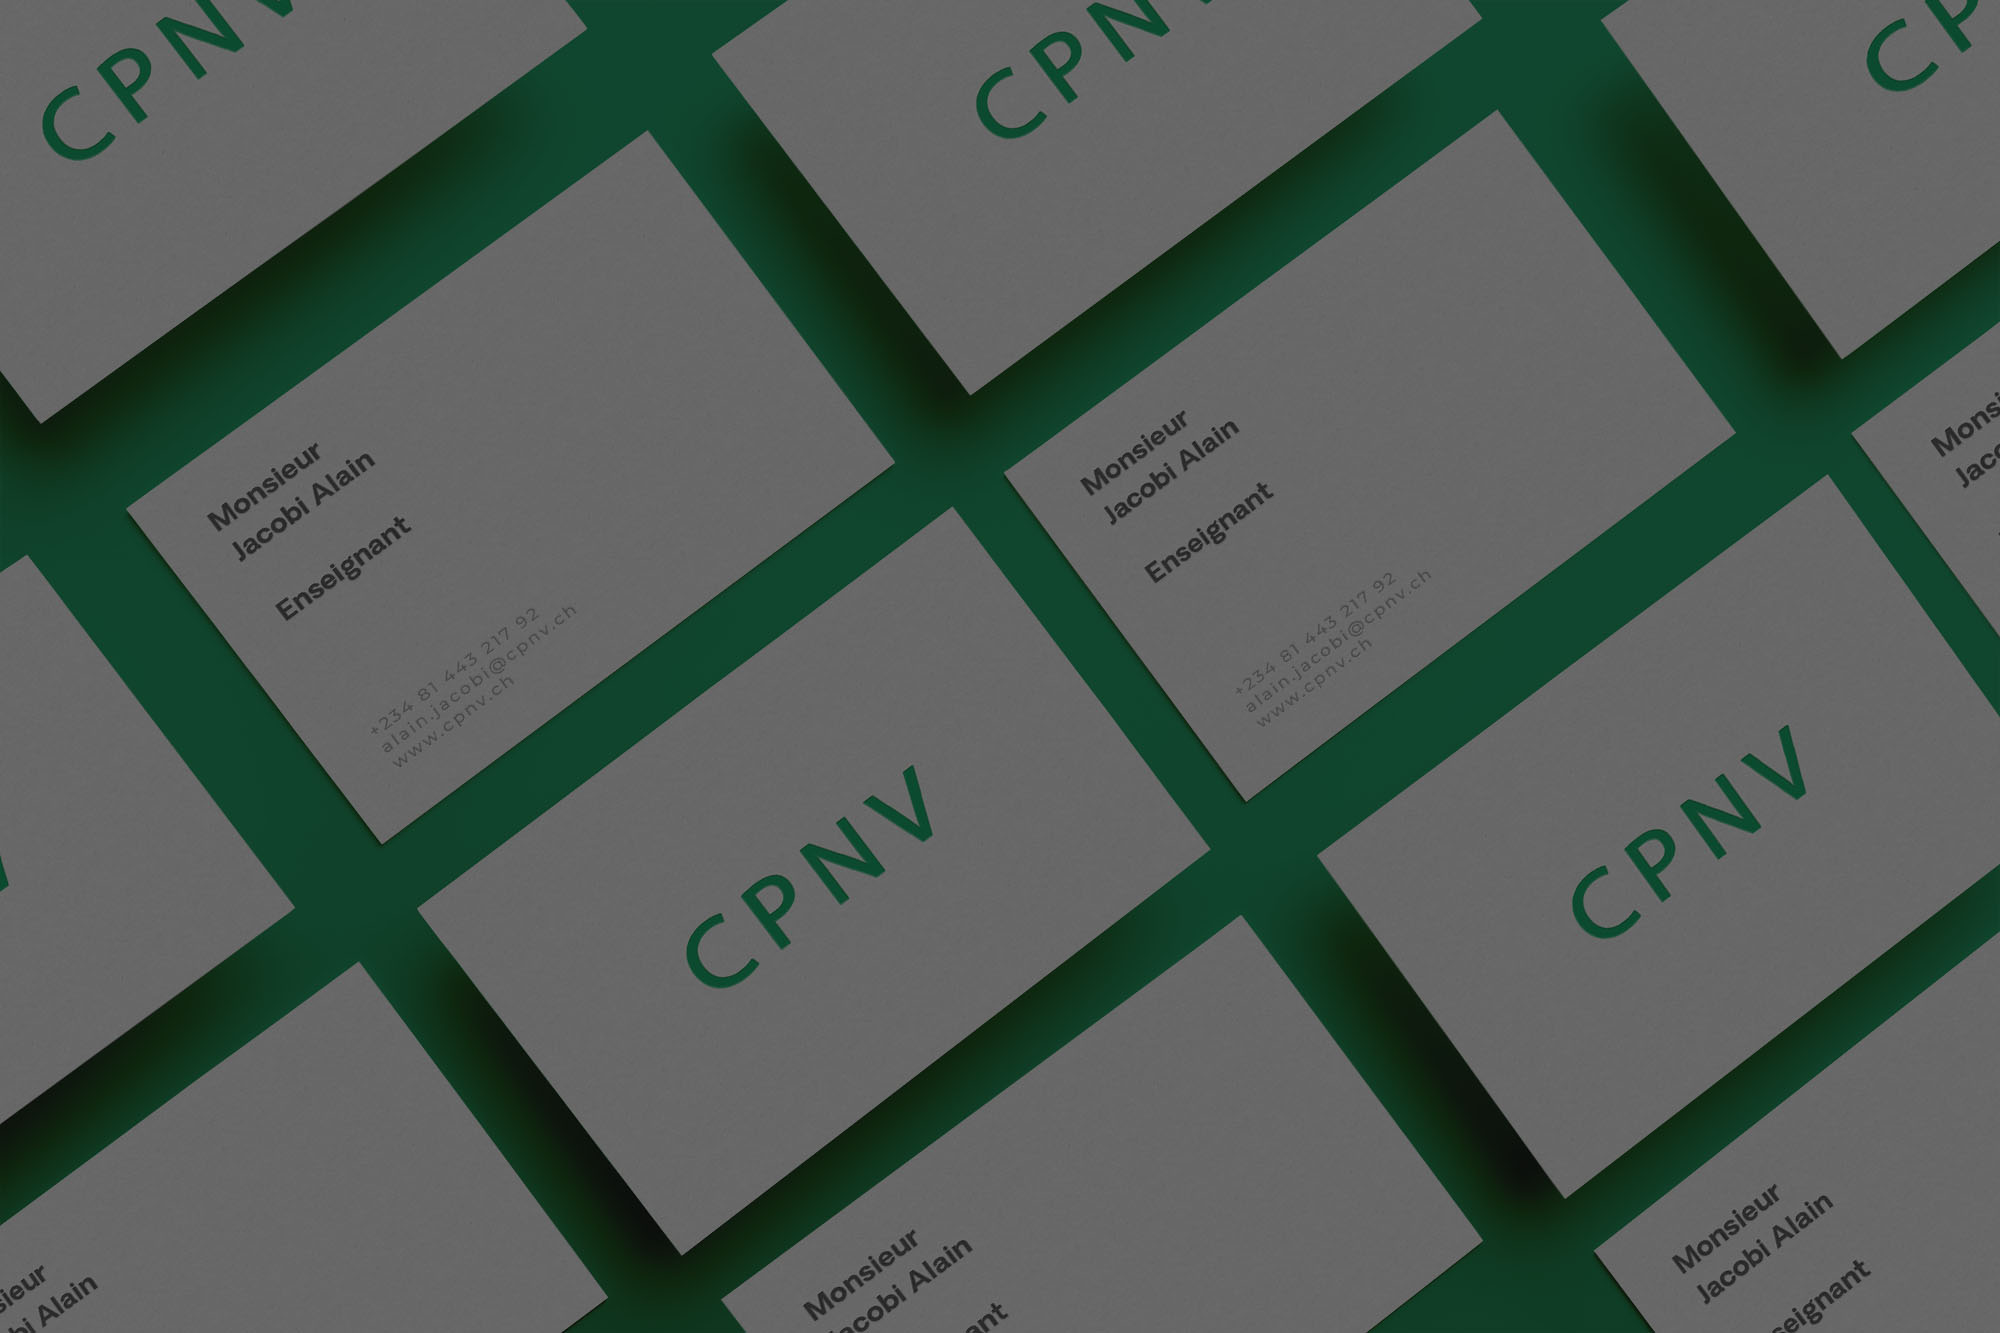 CPNV
CPNV
CP
Monsieur
Jacobi Alain
Enseignant
+234 81 443 217 92
alain.jacobi@cpnv.ch
www.cpnv.ch
Monsieur
Jacobi Alain
Enseignant
+234 81 443 217 92
alain.jacobi@cpnv.ch
www.cpnv.ch
CPNV
CPNV
Monsieur
Jacobi Alain
Monsieur
Jacobi Alain